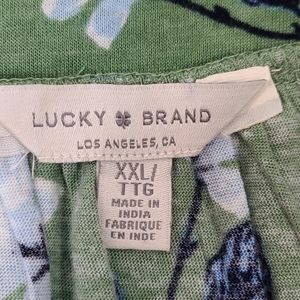 LUCKY BRAND
LOS ANGELES, CA
XXL/
TTG
MADE IN
INDIA
FABRIQUE
EN INDE